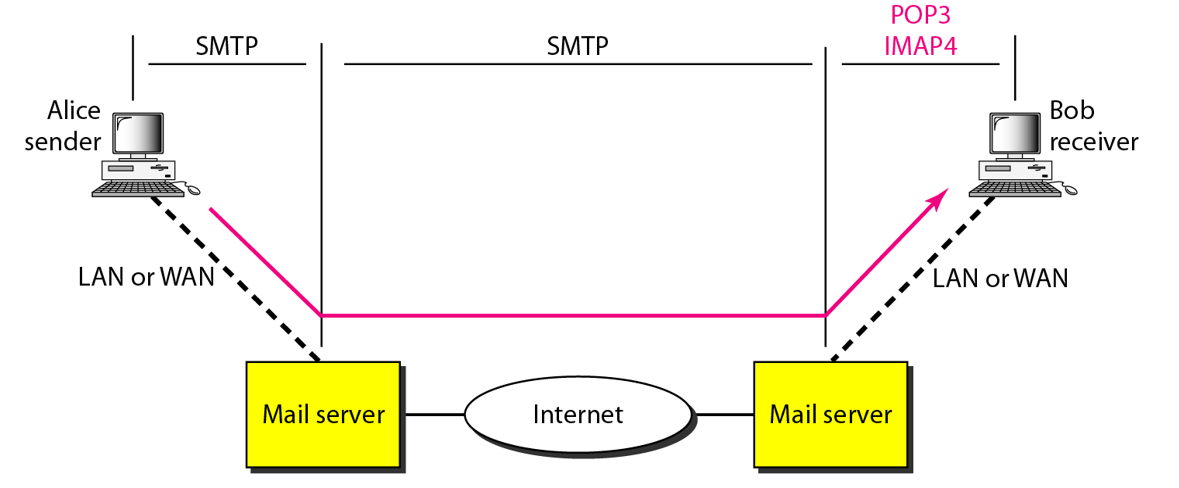 POP3
SMTP
SMTP
IMAP4
Alice
sender
Bob
receiver
LAN or WAN
LAN or WAN
Mail server
Internet
Mail server